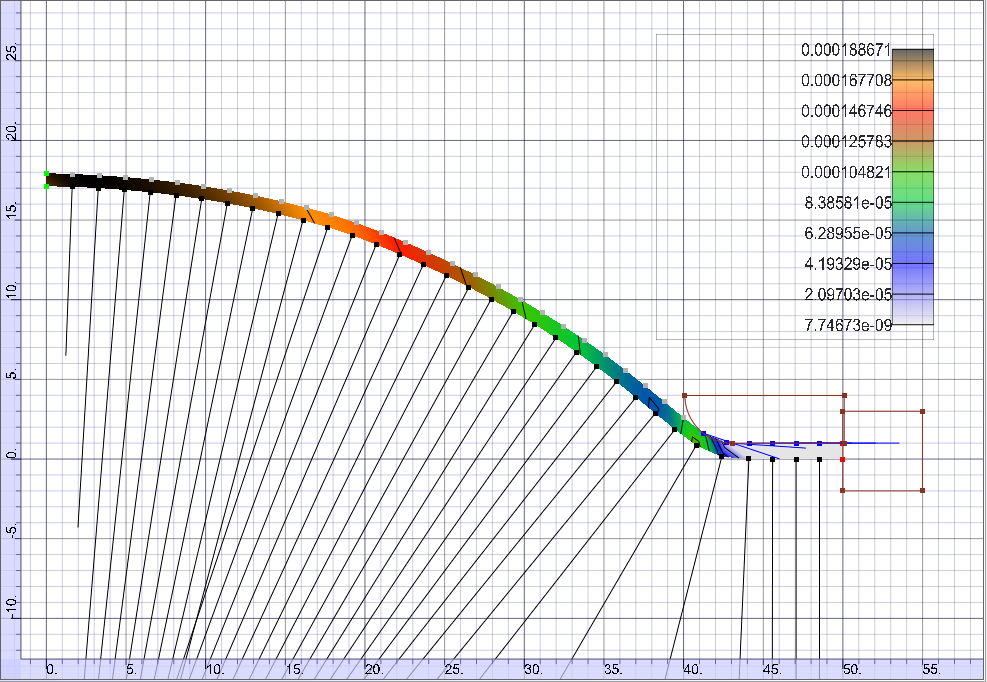 25.
20.
15.
10.
5.
0.
-5.
-10.
0.000188671
0.000167708
0.000146746
0.000125783
0.000104821
8.38581e-05
6.28955e-05
4.19329e-05
2.09703e-05
7.74673e-09
0. 5. 10. 15. 20. 25. 30. 35. 40. 45. 50. 55.